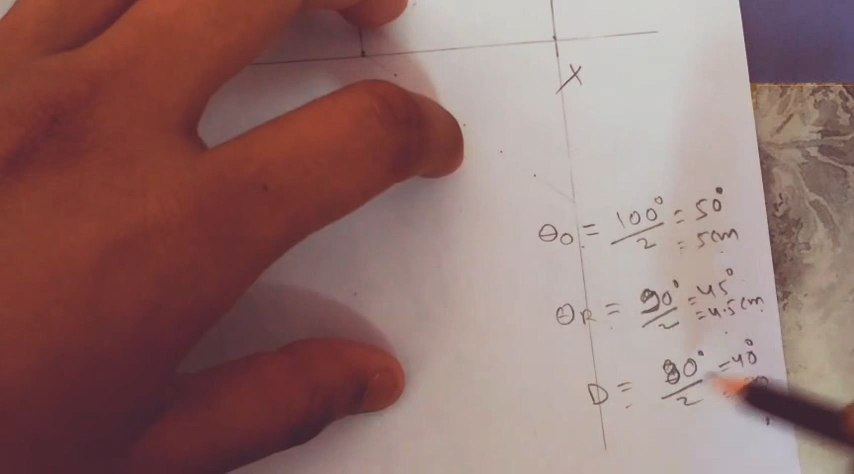 X
θO = 100°/2 = 50°
= 5cm
θR = 90°/2 = 45°
= 4.5cm
D = 80°/2 = 40°